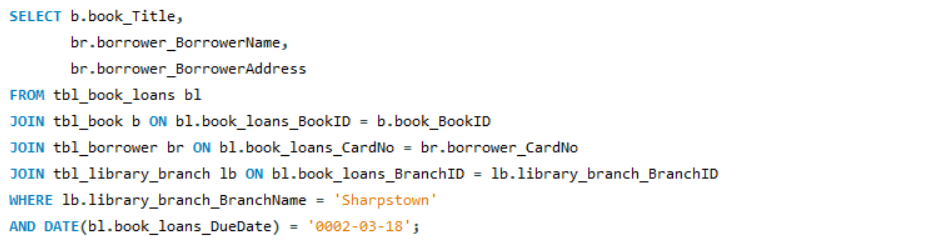 SELECT b.book_Title,
br.borrower_BorrowerName,
br.borrower_BorrowerAddress
FROM tbl_book_loans bl
JOIN tbl_book b ON bl.book_loans_BookID = b.book_BookID
JOIN tbl_borrower br ON bl.book_loans_CardNo = br.borrower_CardNo
JOIN tbl_library_branch lb ON bl.book_loans_BranchID = lb.library_branch_BranchID
WHERE lb.library_branch_BranchName = 'Sharpstown'
AND DATE(bl.book_loans_DueDate) = '0002-03-18';